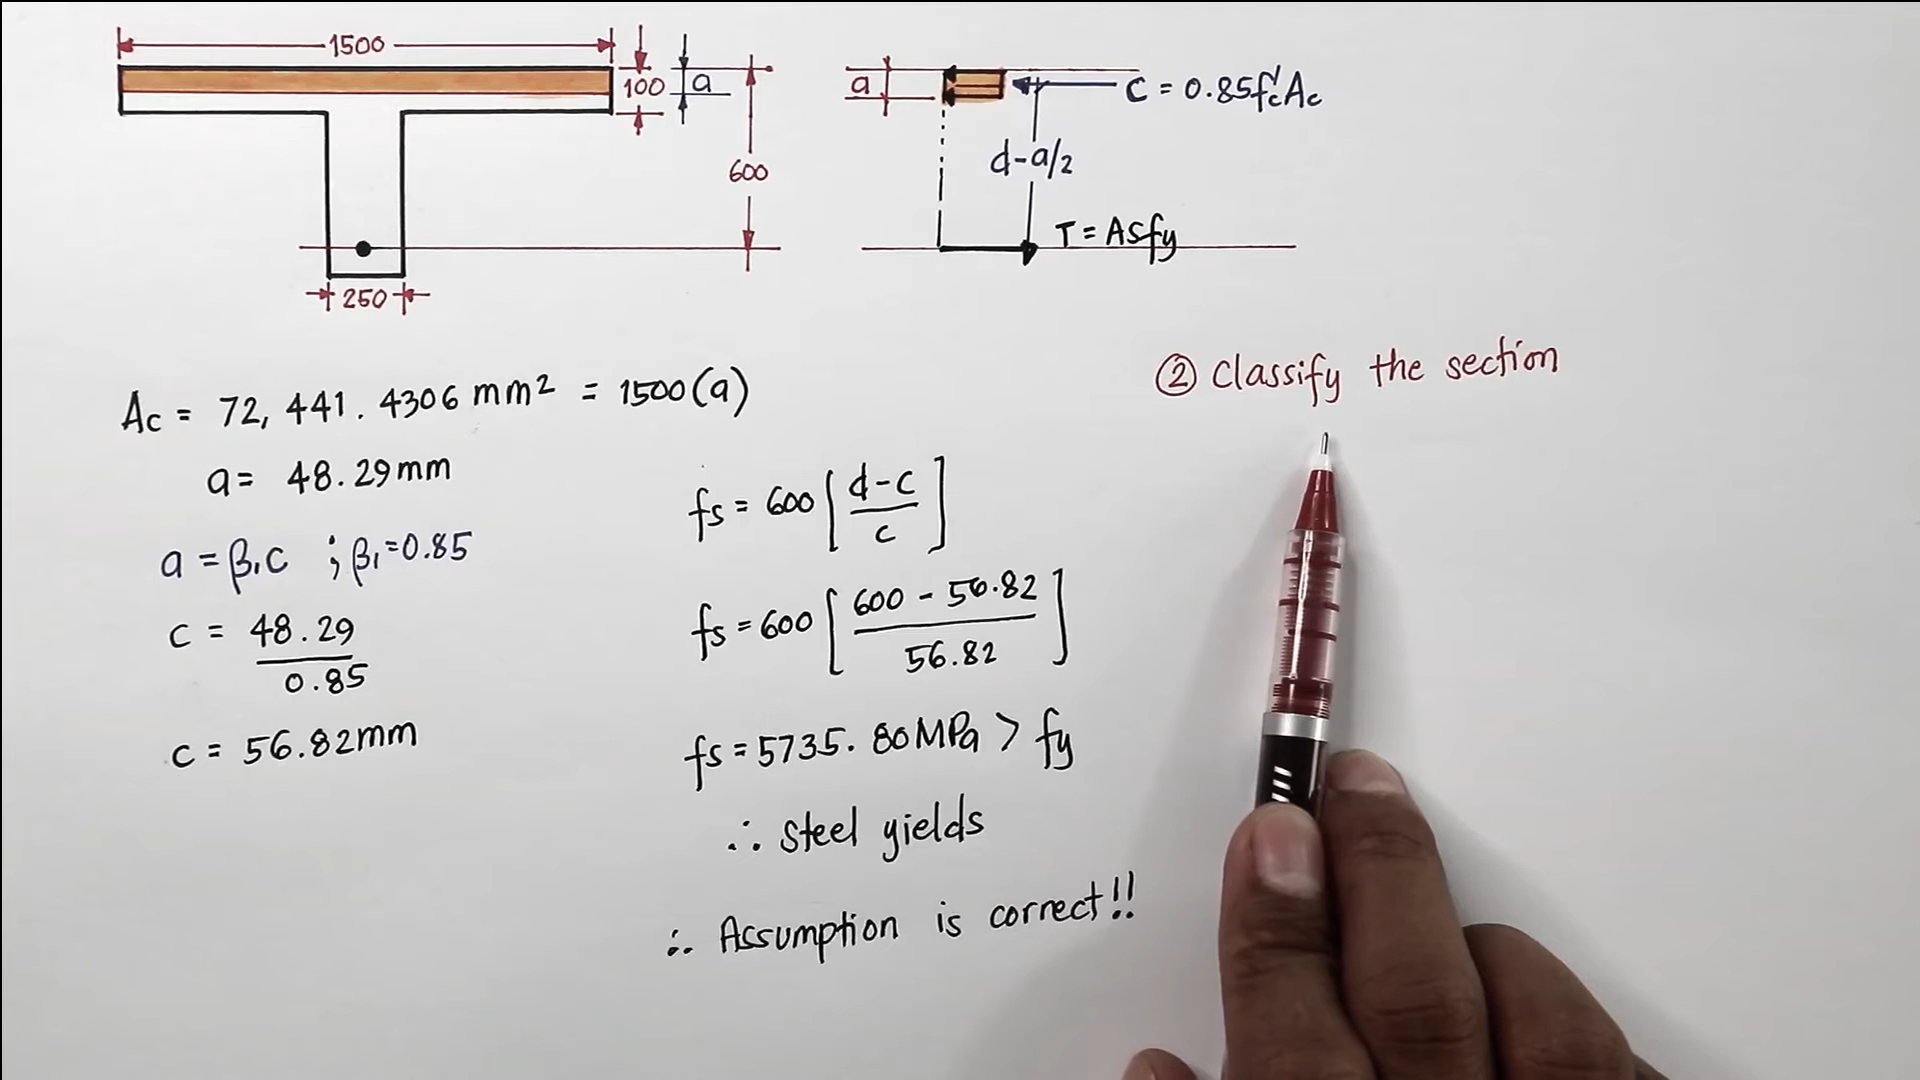 1500
100
a
600
250
a
C = 0.85f'cAc
d-a/2
T = ASfy
Ac = 72,441.4306 mm² = 1500(a)
a = 48.29mm
a = β₁c ; β₁=0.85
c = 48.29
0.85
c = 56.82mm
fs = 600 [ d-c
c ]
fs = 600 [ 600 - 56.82
56.82 ]
fs = 5735.80MPa > fy
∴ steel yields
∴ Assumption is correct!!
② Classify the section